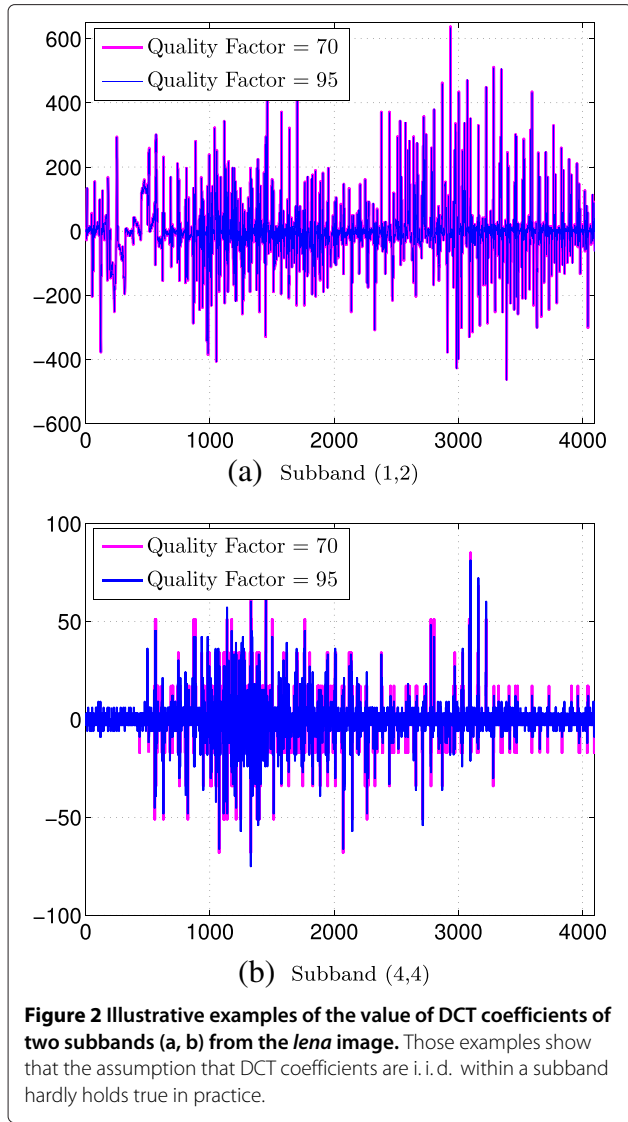 600
400
200
0
−200
−400
−600
Quality Factor = 70
Quality Factor = 95
0 1000 2000 3000 4000
(a) Subband (1,2)
100
50
0
−50
−100
Quality Factor = 70
Quality Factor = 95
0 1000 2000 3000 4000
(b) Subband (4,4)
Figure 2 Illustrative examples of the value of DCT coefficients of
two subbands (a, b) from the lena image. Those examples show
that the assumption that DCT coefficients are i. i. d. within a subband
hardly holds true in practice.